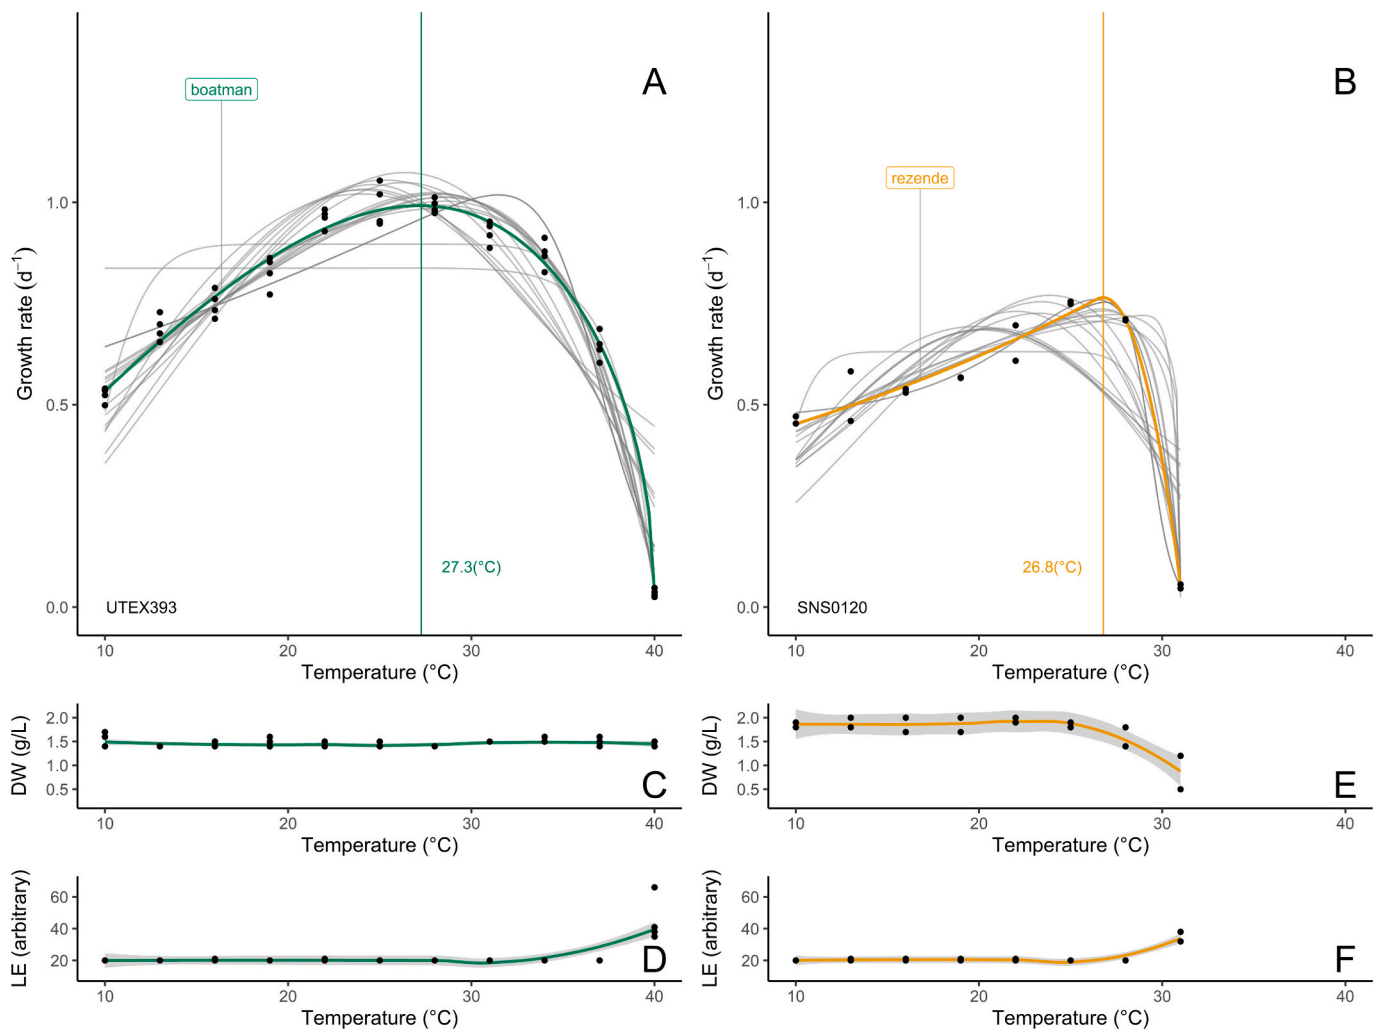 A
boatman
1.0
0.5
0.0
Growth rate (d⁻¹)
27.3(°C)
UTEX393
10 20 30 40
Temperature (°C)
B
rezende
1.0
0.5
0.0
Growth rate (d⁻¹)
26.8(°C)
SNS0120
10 20 30 40
Temperature (°C)
2.0
1.5
1.0
0.5
DW (g/L)
C
10 20 30 40
Temperature (°C)
2.0
1.5
1.0
0.5
DW (g/L)
E
10 20 30 40
Temperature (°C)
60
40
20
LE (arbitrary)
D
10 20 30 40
Temperature (°C)
60
40
20
LE (arbitrary)
F
10 20 30 40
Temperature (°C)